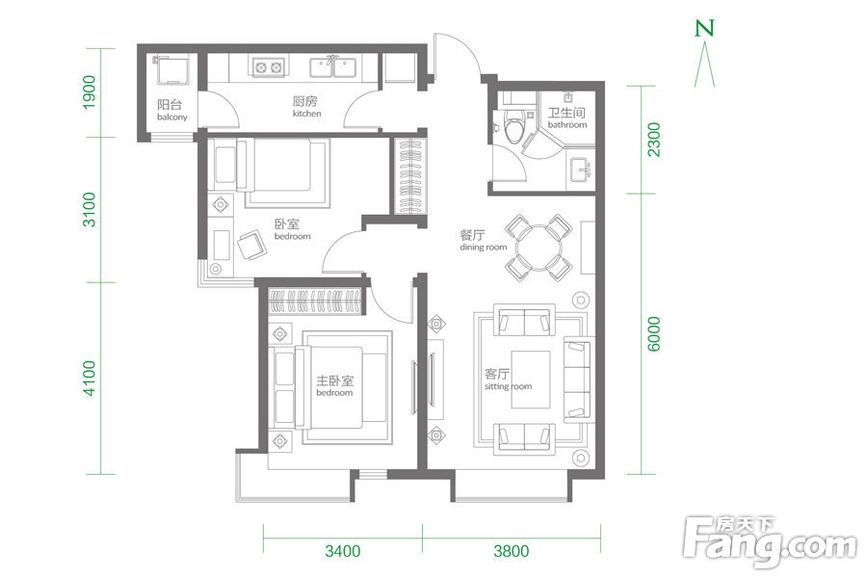 N
1900
3100
4100
阳台
balcony
厨房
kitchen
卫生间
bathroom
2300
6000
卧室
bedroom
餐厅
dining room
主卧室
bedroom
客厅
sitting room
3400
3800
房天下
Fang.com